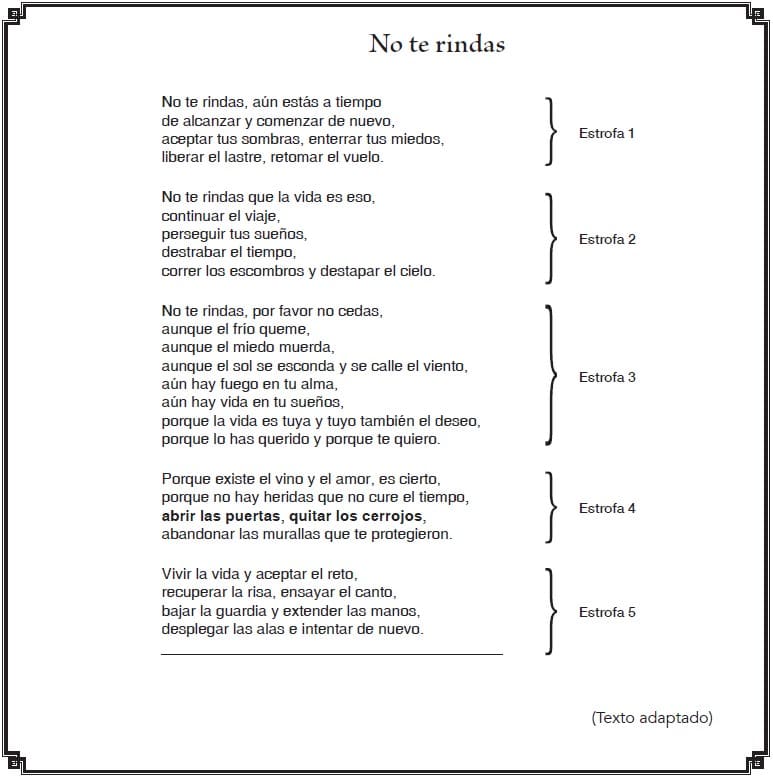 No te rindas
No te rindas, aún estás a tiempo
de alcanzar y comenzar de nuevo,
aceptar tus sombras, enterrar tus miedos,
liberar el lastre, retomar el vuelo.
Estrofa 1
No te rindas que la vida es eso,
continuar el viaje,
perseguir tus sueños,
destrabar el tiempo,
correr los escombros y destapar el cielo.
Estrofa 2
No te rindas, por favor no cedas,
aunque el frio queme,
aunque el miedo muerda,
aunque el sol se esconda y se calle el viento,
aún hay fuego en tu alma,
aún hay vida en tu sueños,
porque la vida es tuya y tuyo también el deseo,
porque lo has querido y porque te quiero.
Estrofa 3
Porque existe el vino y el amor, es cierto,
porque no hay heridas que no cure el tiempo,
abrir las puertas, quitar los cerrojos,
abandonar las murallas que te protegieron.
Estrofa 4
Vivir la vida y aceptar el reto,
recuperar la risa, ensayar el canto,
bajar la guardia y extender las manos,
desplegar las alas e intentar de nuevo.
Estrofa 5
(Texto adaptado)